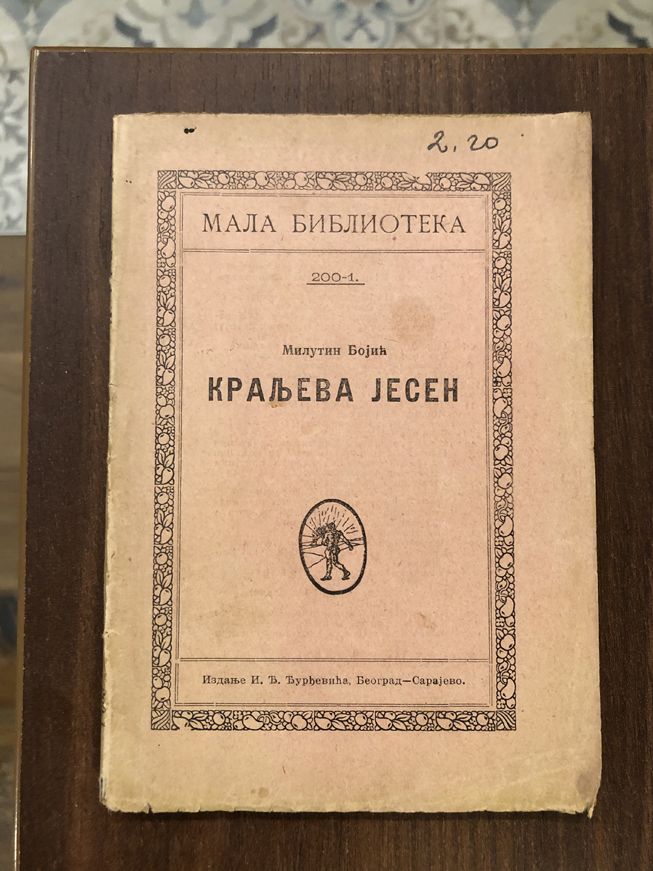 2.20
МАЛА БИБЛИОТЕКА
200-1.
Милутин Бојић
КРАЉЕВА ЈЕСЕН
Издање И. Ђ. Ђурђевића, Београд—Сарајево.